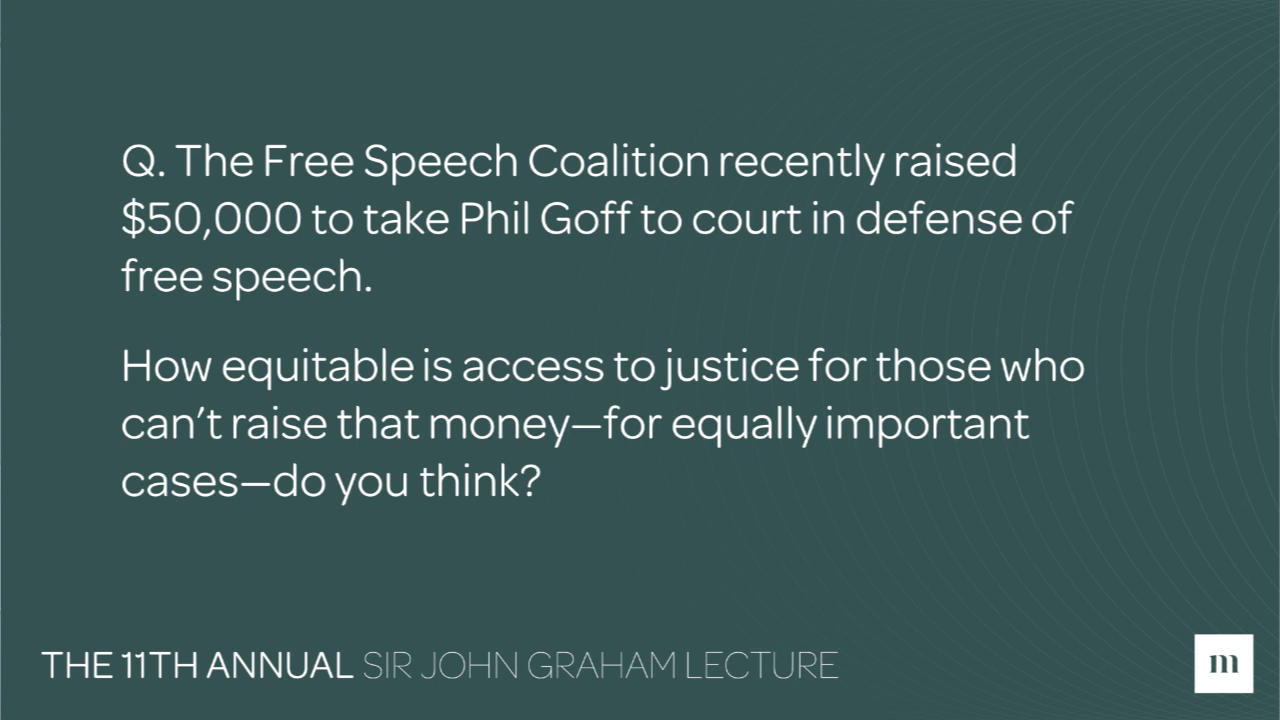 Q. The Free Speech Coalition recently raised
$50,000 to take Phil Goff to court in defense of
free speech.
How equitable is access to justice for those who
can’t raise that money—for equally important
cases—do you think?
THE 11TH ANNUAL SIR JOHN GRAHAM LECTURE
m